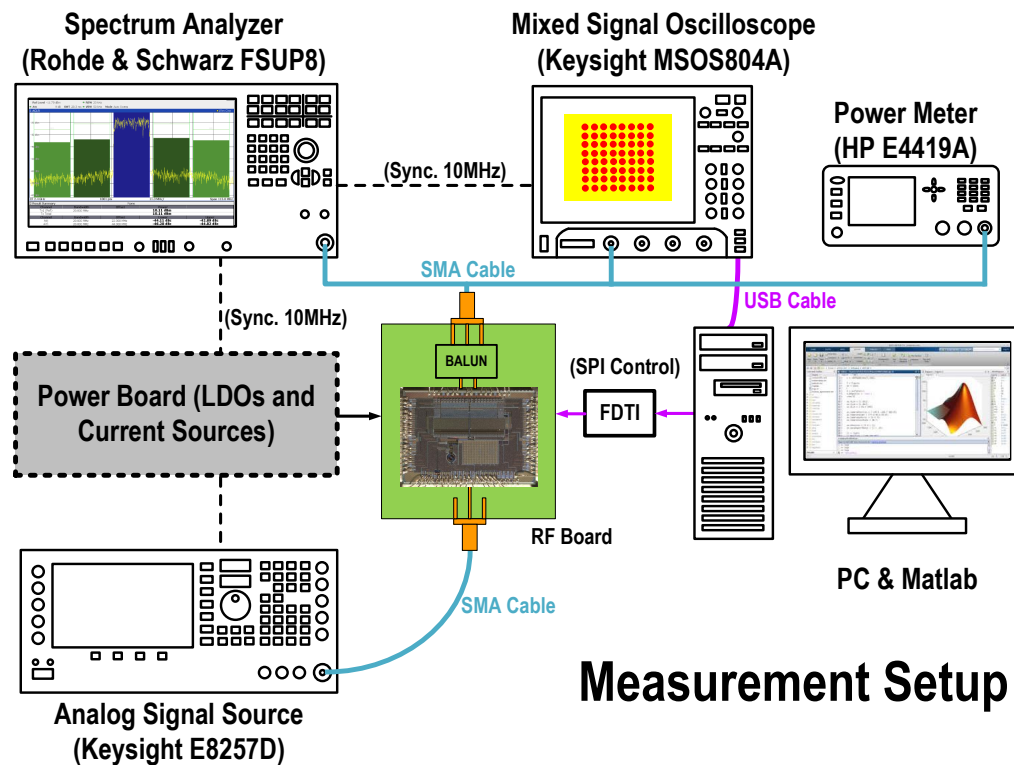 Spectrum Analyzer
(Rohde & Schwarz FSUP8)
Mixed Signal Oscilloscope
(Keysight MSOS804A)
Power Meter
(HP E4419A)
(Sync. 10MHz)
SMA Cable
USB Cable
(Sync. 10MHz)
BALUN
(SPI Control)
FDTI
Power Board (LDOs and
Current Sources)
RF Board
PC & Matlab
SMA Cable
Measurement Setup
Analog Signal Source
(Keysight E8257D)